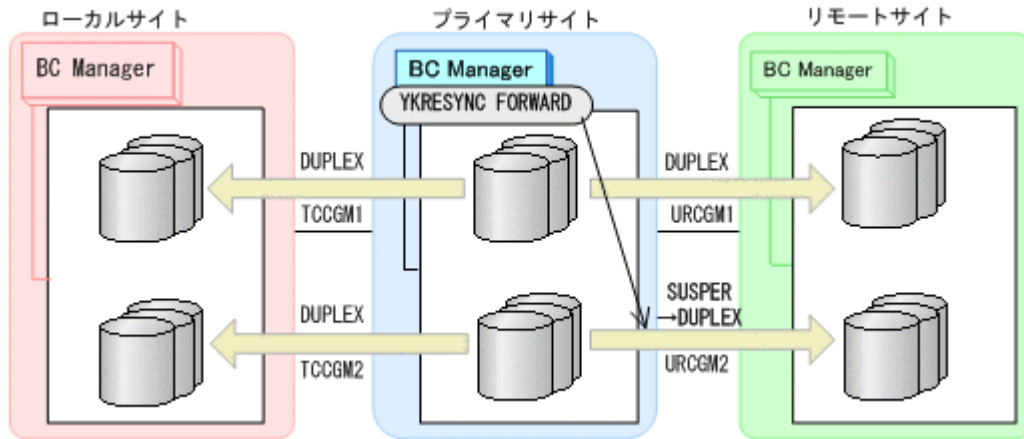 ローカルサイト
プライマリサイト
リモートサイト
BC Manager
BC Manager
BC Manager
YKRESYNC FORWARD
DUPLEX
DUPLEX
TCCGM1
URCGM1
DUPLEX
SUSPER
→DUPLEX
TCCGM2
URCGM2